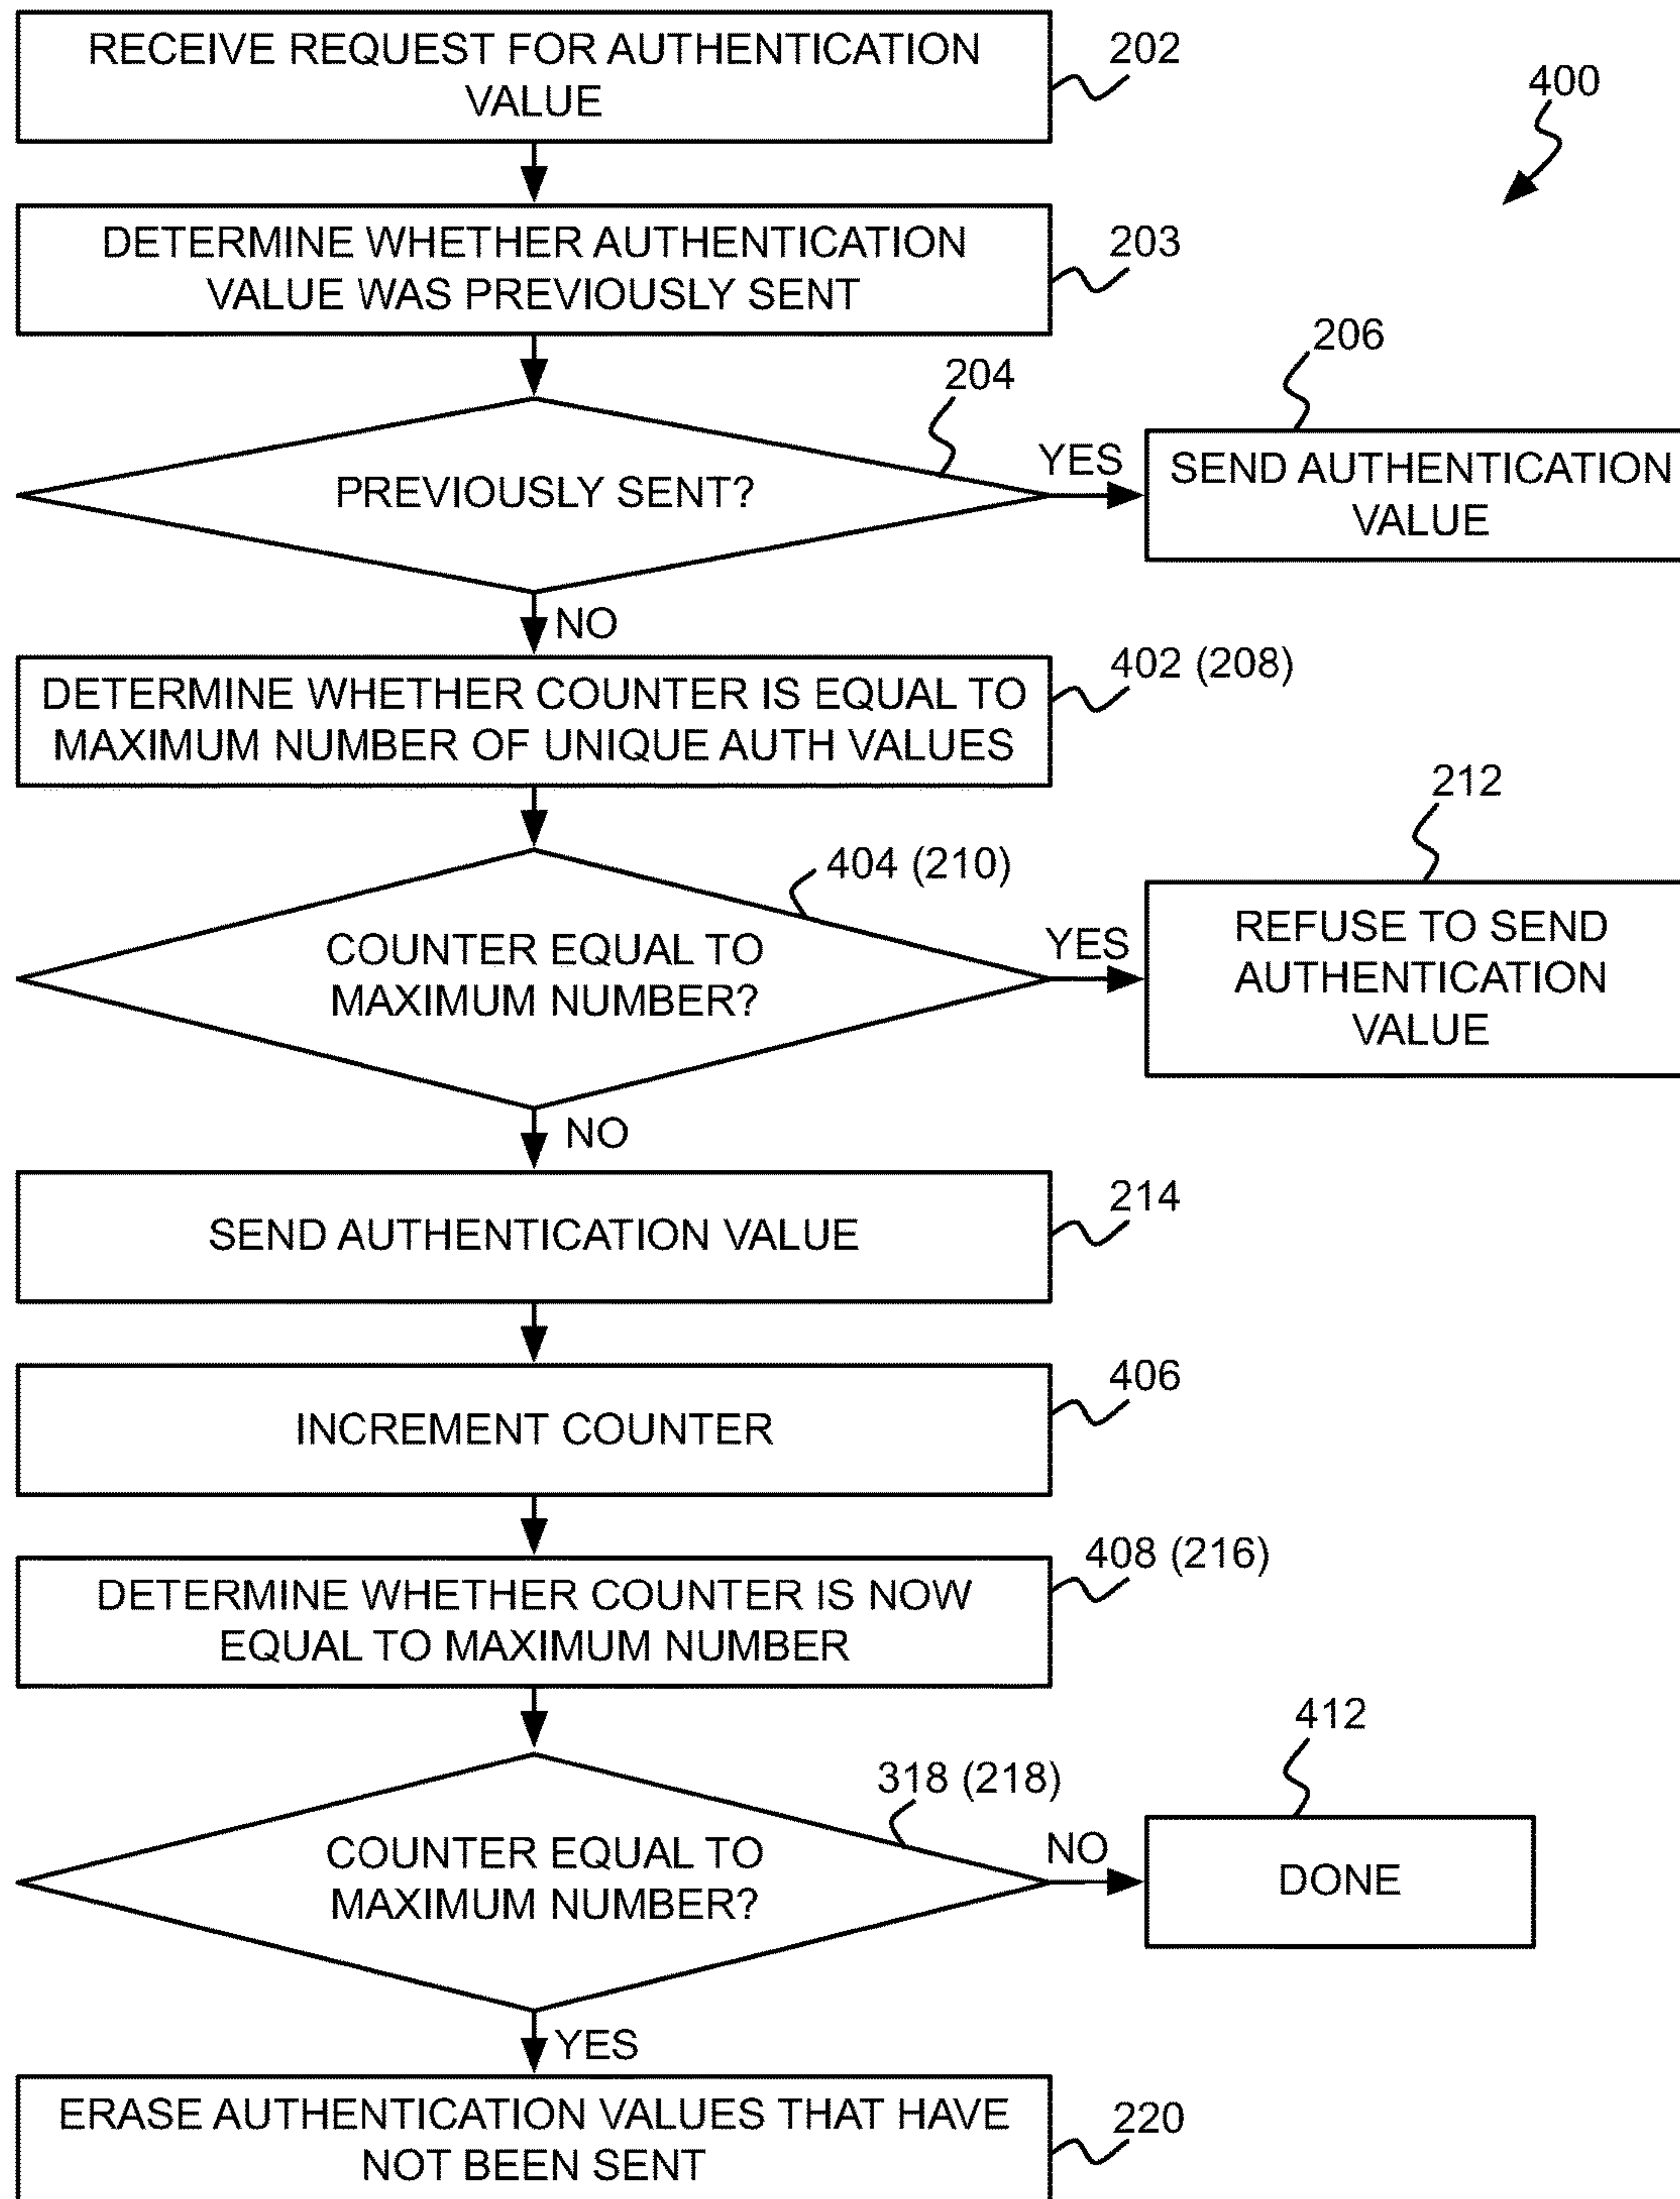 RECEIVE REQUEST FOR AUTHENTICATION
VALUE
202
400
DETERMINE WHETHER AUTHENTICATION
VALUE WAS PREVIOUSLY SENT
203
204
206
PREVIOUSLY SENT?
YES
SEND AUTHENTICATION
VALUE
NO
DETERMINE WHETHER COUNTER IS EQUAL TO
MAXIMUM NUMBER OF UNIQUE AUTH VALUES
402 (208)
404 (210)
212
COUNTER EQUAL TO
MAXIMUM NUMBER?
YES
REFUSE TO SEND
AUTHENTICATION
VALUE
NO
SEND AUTHENTICATION VALUE
214
INCREMENT COUNTER
406
DETERMINE WHETHER COUNTER IS NOW
EQUAL TO MAXIMUM NUMBER
408 (216)
318 (218)
412
COUNTER EQUAL TO
MAXIMUM NUMBER?
NO
DONE
YES
ERASE AUTHENTICATION VALUES THAT HAVE
NOT BEEN SENT
220